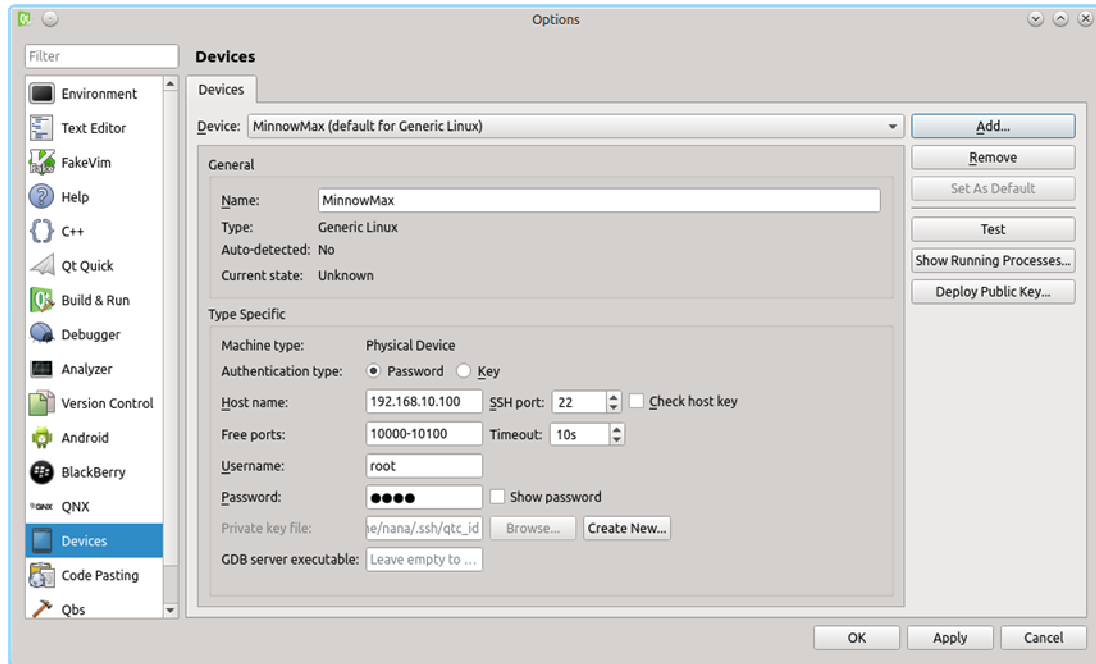 Options
Filter
Environment
Text Editor
FakeVim
Help
C++
Qt Quick
Build & Run
Debugger
Analyzer
Version Control
Android
BlackBerry
QNX
Devices
Code Pasting
Qbs
Devices
Devices
Device: MinnowMax (default for Generic Linux)
General
Name: MinnowMax
Type: Generic Linux
Auto-detected: No
Current state: Unknown
Type Specific
Machine type: Physical Device
Authentication type: Password Key
Host name: 192.168.10.100 SSH port: 22 Check host key
Free ports: 10000-10100 Timeout: 10s
Username: root
Password: ●●●● Show password
Private key file: ne/nana/.ssh/qtc_id Browse... Create New...
GDB server executable: Leave empty to ...
Add...
Remove
Set As Default
Test
Show Running Processes...
Deploy Public Key...
OK Apply Cancel